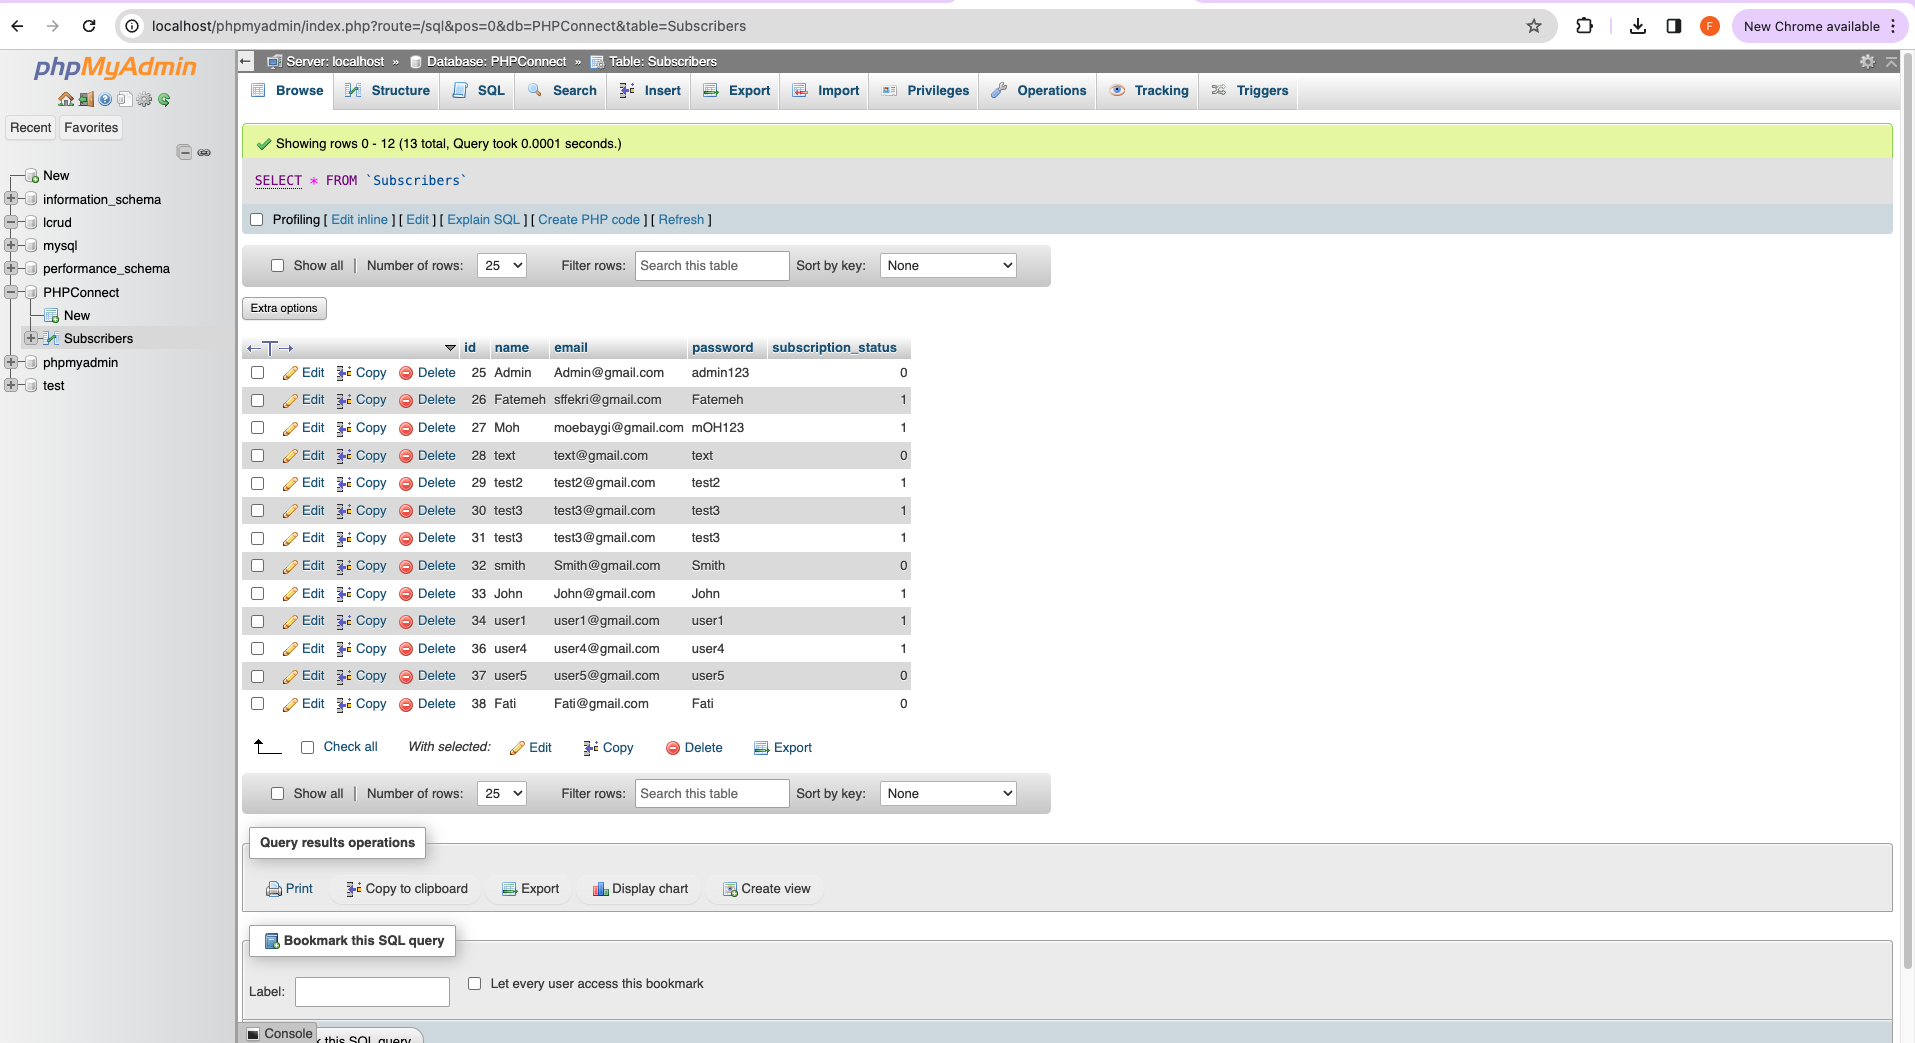 localhost/phpmyadmin/index.php?route=/sql&pos=0&db=PHPConnect&table=Subscribers
F
New Chrome available
phpMyAdmin
Recent Favorites
New
information_schema
lcrud
mysql
performance_schema
PHPConnect
New
Subscribers
phpmyadmin
test
Server: localhost » Database: PHPConnect » Table: Subscribers
Browse Structure SQL Search Insert Export Import Privileges Operations Tracking Triggers
Showing rows 0 - 12 (13 total, Query took 0.0001 seconds.)
SELECT * FROM `Subscribers`
Profiling [ Edit inline ] [ Edit ] [ Explain SQL ] [ Create PHP code ] [ Refresh ]
Show all | Number of rows: 25 Filter rows: Search this table Sort by key: None
Extra options
←T→ id name email password subscription_status
Edit Copy Delete 25 Admin Admin@gmail.com admin123 0
Edit Copy Delete 26 Fatemeh sffekri@gmail.com Fatemeh 1
Edit Copy Delete 27 Moh moebaygi@gmail.com mOH123 1
Edit Copy Delete 28 text text@gmail.com text 0
Edit Copy Delete 29 test2 test2@gmail.com test2 1
Edit Copy Delete 30 test3 test3@gmail.com test3 1
Edit Copy Delete 31 test3 test3@gmail.com test3 1
Edit Copy Delete 32 smith Smith@gmail.com Smith 0
Edit Copy Delete 33 John John@gmail.com John 1
Edit Copy Delete 34 user1 user1@gmail.com user1 1
Edit Copy Delete 36 user4 user4@gmail.com user4 1
Edit Copy Delete 37 user5 user5@gmail.com user5 0
Edit Copy Delete 38 Fati Fati@gmail.com Fati 0
Check all With selected: Edit Copy Delete Export
Show all | Number of rows: 25 Filter rows: Search this table Sort by key: None
Query results operations
Print Copy to clipboard Export Display chart Create view
Bookmark this SQL query
Label: Let every user access this bookmark
Console
k this SQL query